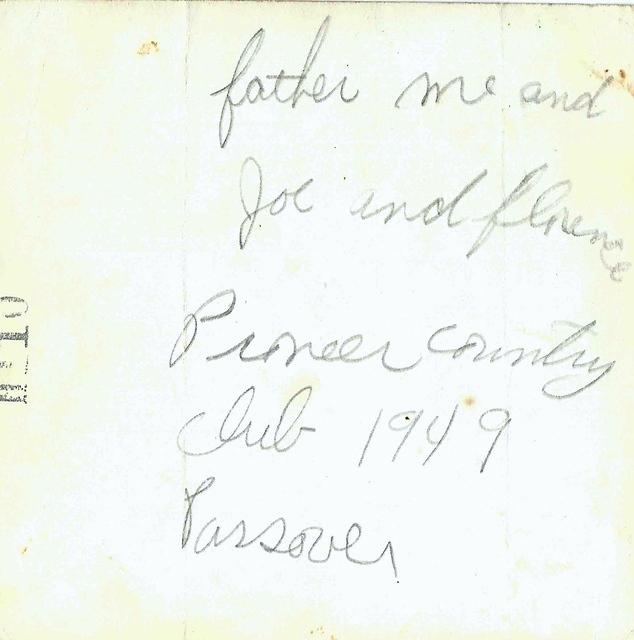 father me and
Joe and florence
Pioneer Country
Club 1949
Passover